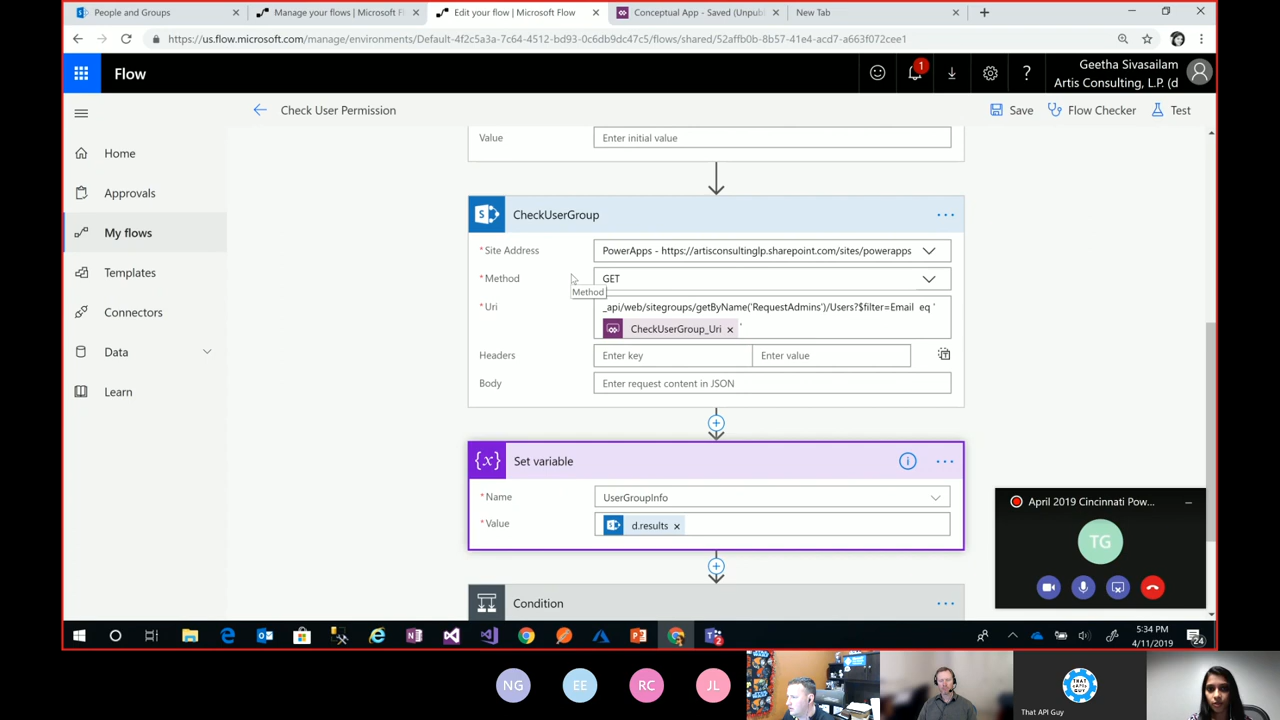 People and Groups
Manage your flows | Microsoft Fl
Edit your flow | Microsoft Flow
Conceptual App - Saved (Unpubl
New Tab
https://us.flow.microsoft.com/manage/environments/Default-4f2c5a3a-7c64-4512-bd93-0c6db9dc47c5/flows/shared/52affb0b-8b57-41e4-acd7-a663f072cee1
Flow
1
?
Geetha Sivasailam
Artis Consulting, L.P. (d
Check User Permission
Save
Flow Checker
Test
Home
Approvals
My flows
Templates
Connectors
Data
Learn
Value
Enter initial value
CheckUserGroup
* Site Address
PowerApps - https://artisconsultinglp.sharepoint.com/sites/powerapps
* Method
GET
Method
* Uri
_api/web/sitegroups/getByName('RequestAdmins')/Users?$filter=Email eq '
CheckUserGroup_Uri '
Headers
Enter key
Enter value
Body
Enter request content in JSON
{x}
Set variable
* Name
UserGroupInfo
* Value
d.results
Condition
April 2019 Cincinnati Pow...
TG
5:34 PM
4/11/2019
24
2
NG
EE
RC
JL
THAT API GUY
That API Guy